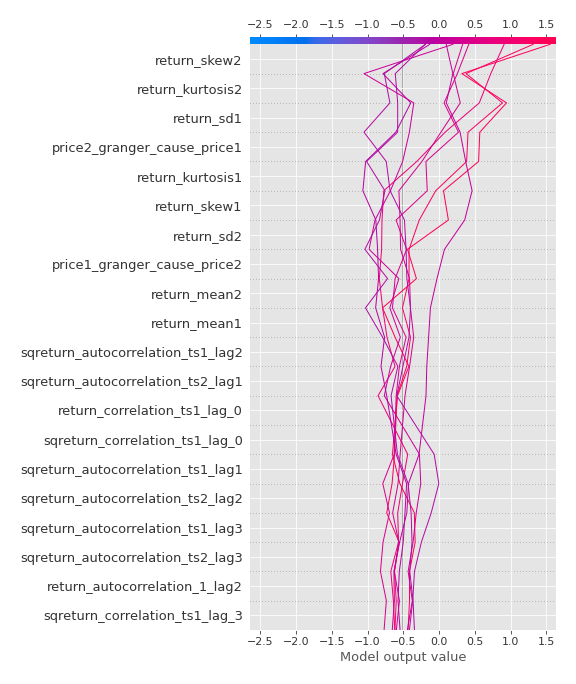 −2.5 −2.0 −1.5 −1.0 −0.5 0.0 0.5 1.0 1.5
return_skew2
return_kurtosis2
return_sd1
price2_granger_cause_price1
return_kurtosis1
return_skew1
return_sd2
price1_granger_cause_price2
return_mean2
return_mean1
sqreturn_autocorrelation_ts1_lag2
sqreturn_autocorrelation_ts2_lag1
return_correlation_ts1_lag_0
sqreturn_correlation_ts1_lag_0
sqreturn_autocorrelation_ts1_lag1
sqreturn_autocorrelation_ts2_lag2
sqreturn_autocorrelation_ts1_lag3
sqreturn_autocorrelation_ts2_lag3
return_autocorrelation_1_lag2
sqreturn_correlation_ts1_lag_3
−2.5 −2.0 −1.5 −1.0 −0.5 0.0 0.5 1.0 1.5
Model output value